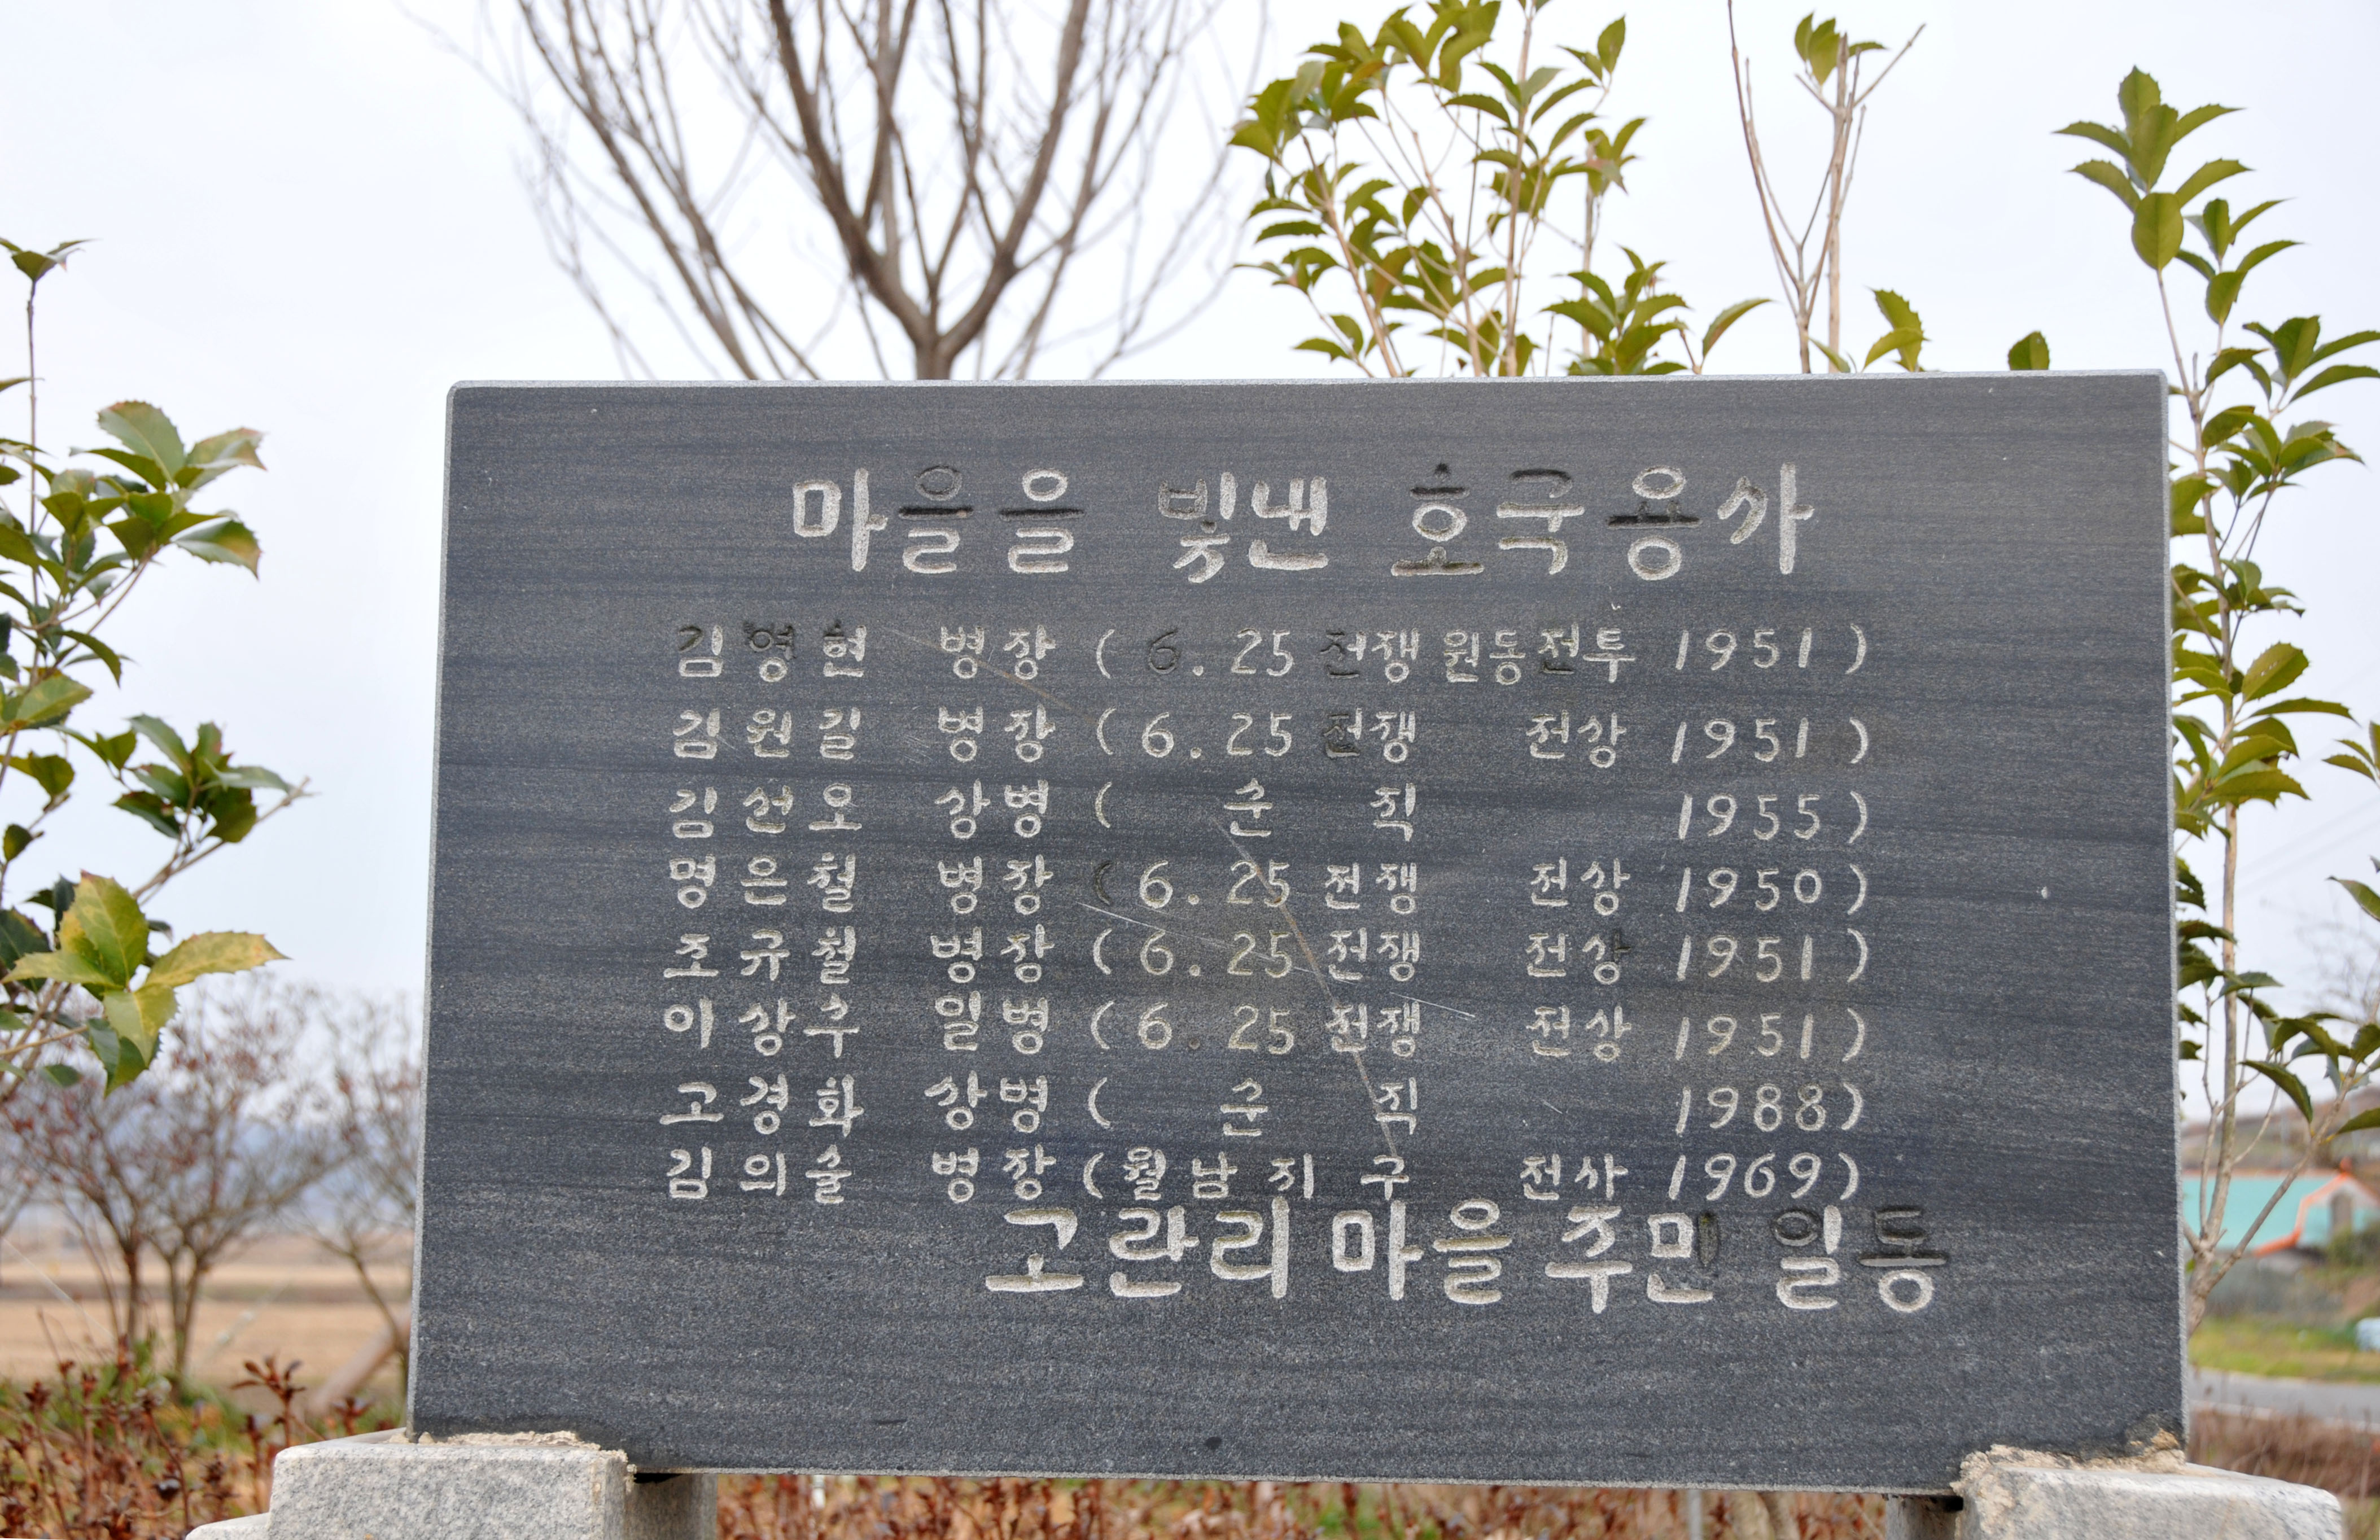 마을을 빛낸 호국용사
김영현 병장 ( 6.25 전쟁 원동전투 1951 )
김원길 병장 ( 6.25 전쟁 전상 1951 )
김선오 상병 ( 순 직 1955 )
명은철 병장 ( 6.25 전쟁 전상 1950 )
조규철 병장 ( 6.25 전쟁 전상 1951 )
이상수 일병 ( 6.25 전쟁 전상 1951 )
고경화 상병 ( 순 직 1988 )
김의술 병장 ( 월남지구 전사 1969 )
고란리 마을 주민 일동